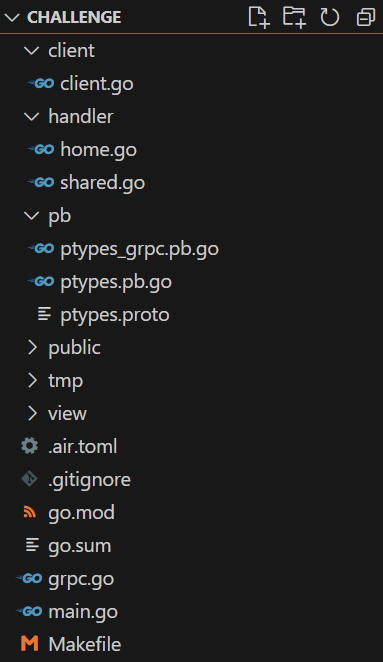 CHALLENGE
client
GO client.go
handler
GO home.go
GO shared.go
pb
GO ptypes_grpc.pb.go
GO ptypes.pb.go
ptypes.proto
public
tmp
view
.air.toml
.gitignore
go.mod
go.sum
GO grpc.go
GO main.go
M Makefile